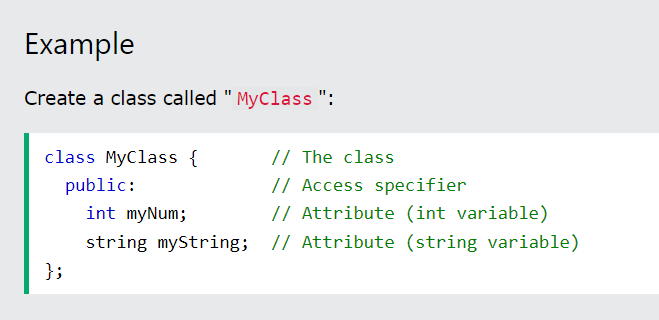 Example
Create a class called "MyClass":
class MyClass {       // The class
  public:             // Access specifier
    int myNum;        // Attribute (int variable)
    string myString;  // Attribute (string variable)
};